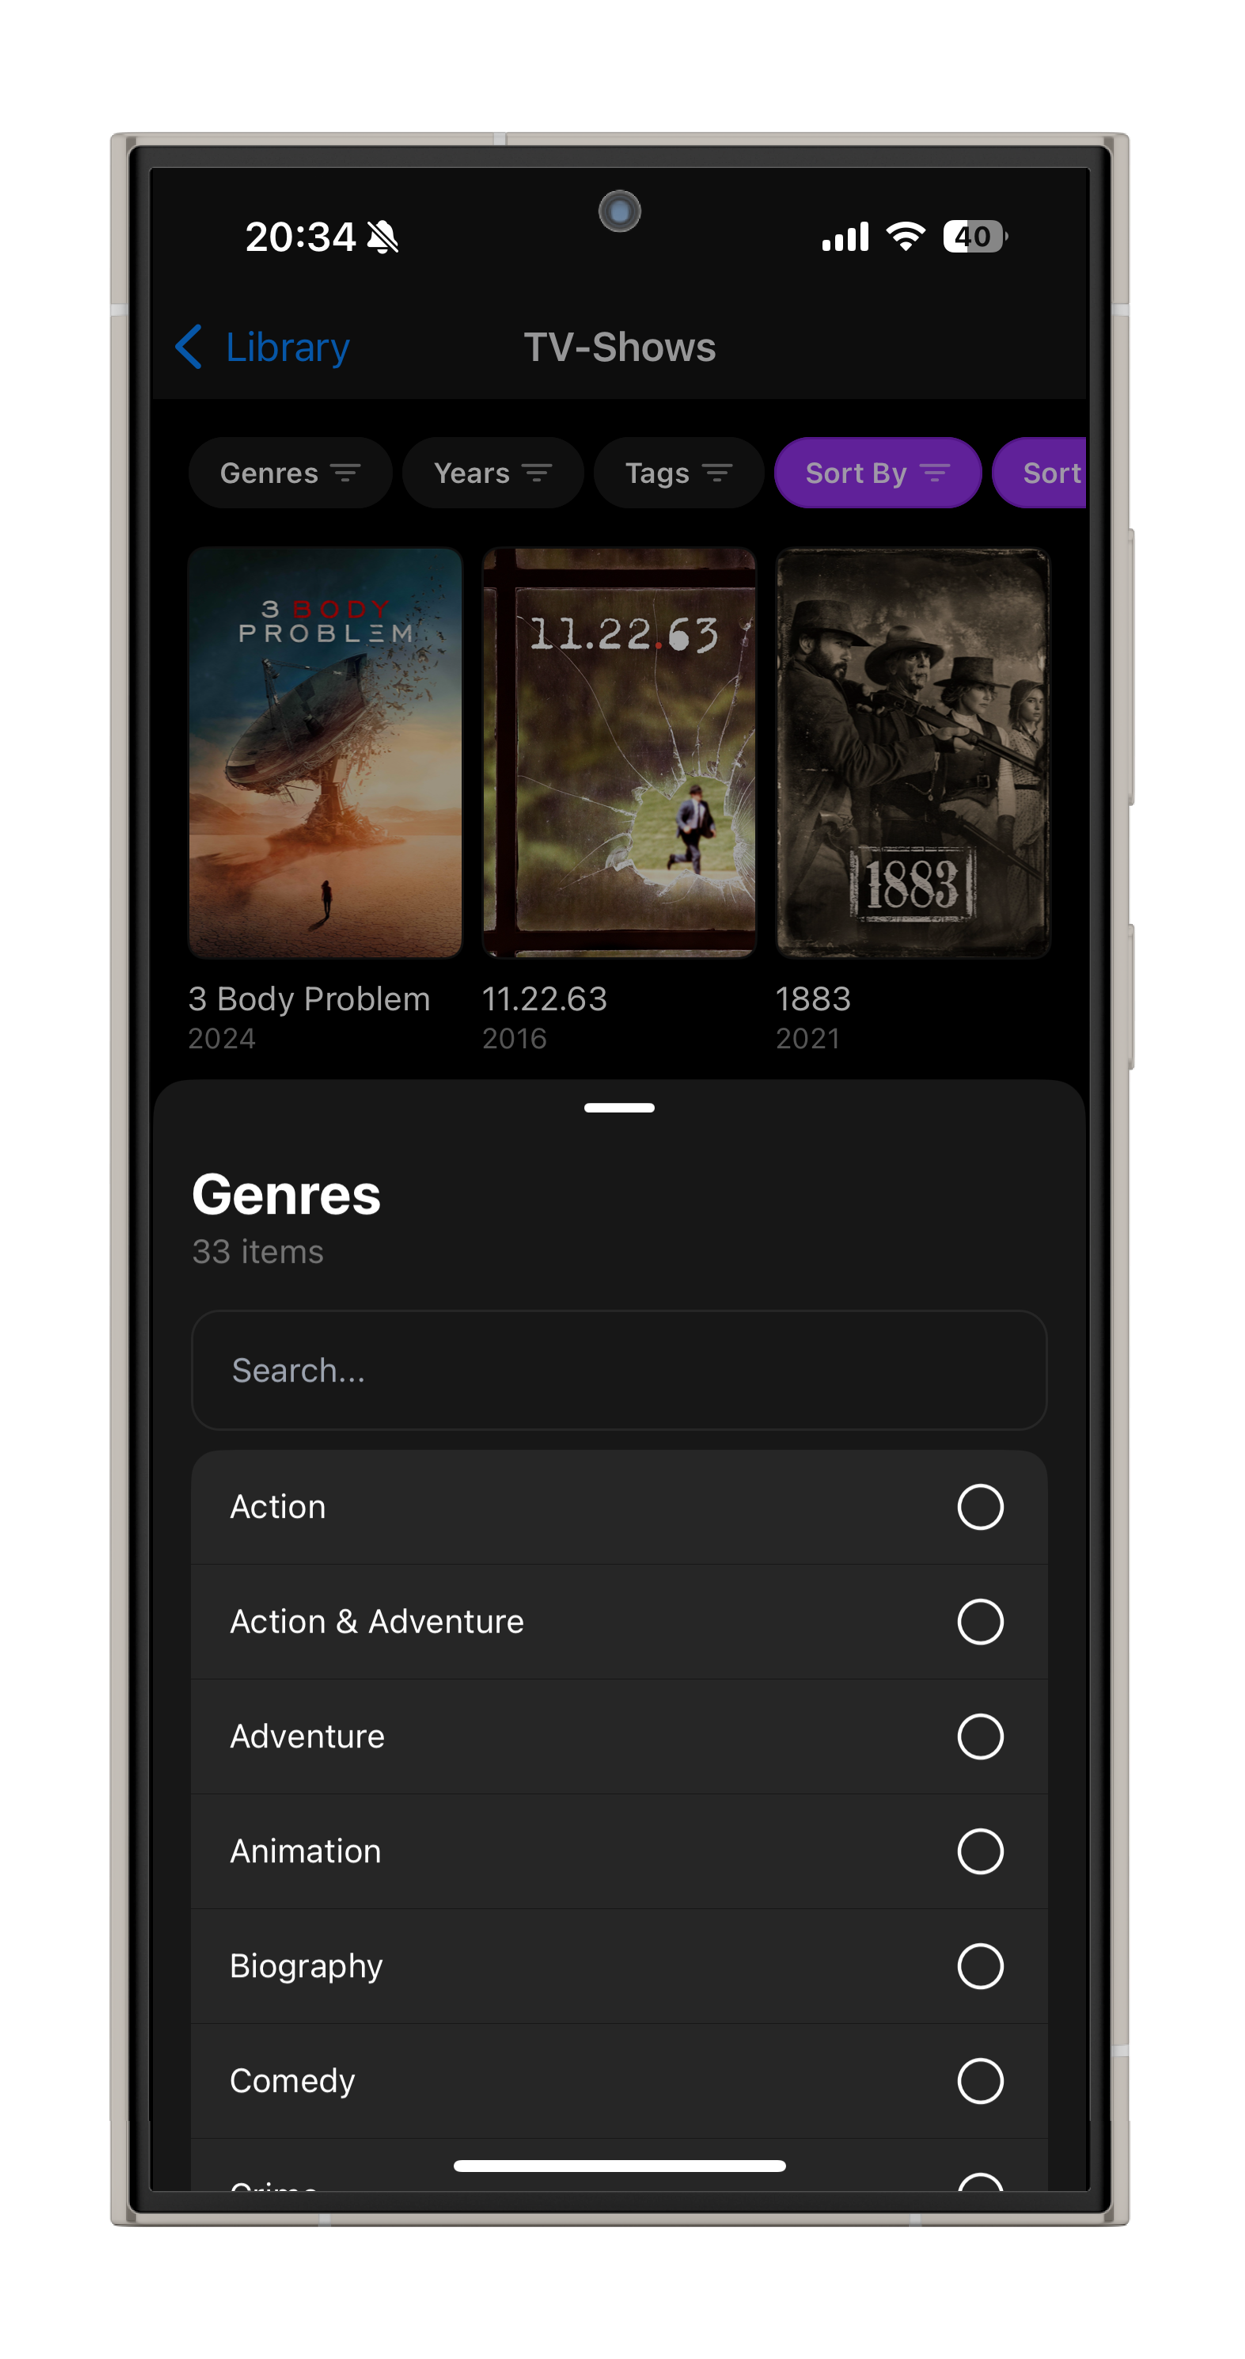 20:34
40
Library
TV-Shows
Genres
Years
Tags
Sort By
Sort
3 BODY
PROBLEM
11.22.63
1883
3 Body Problem
11.22.63
1883
2024
2016
2021
Genres
33 items
Search...
Action
Action & Adventure
Adventure
Animation
Biography
Comedy
Crime